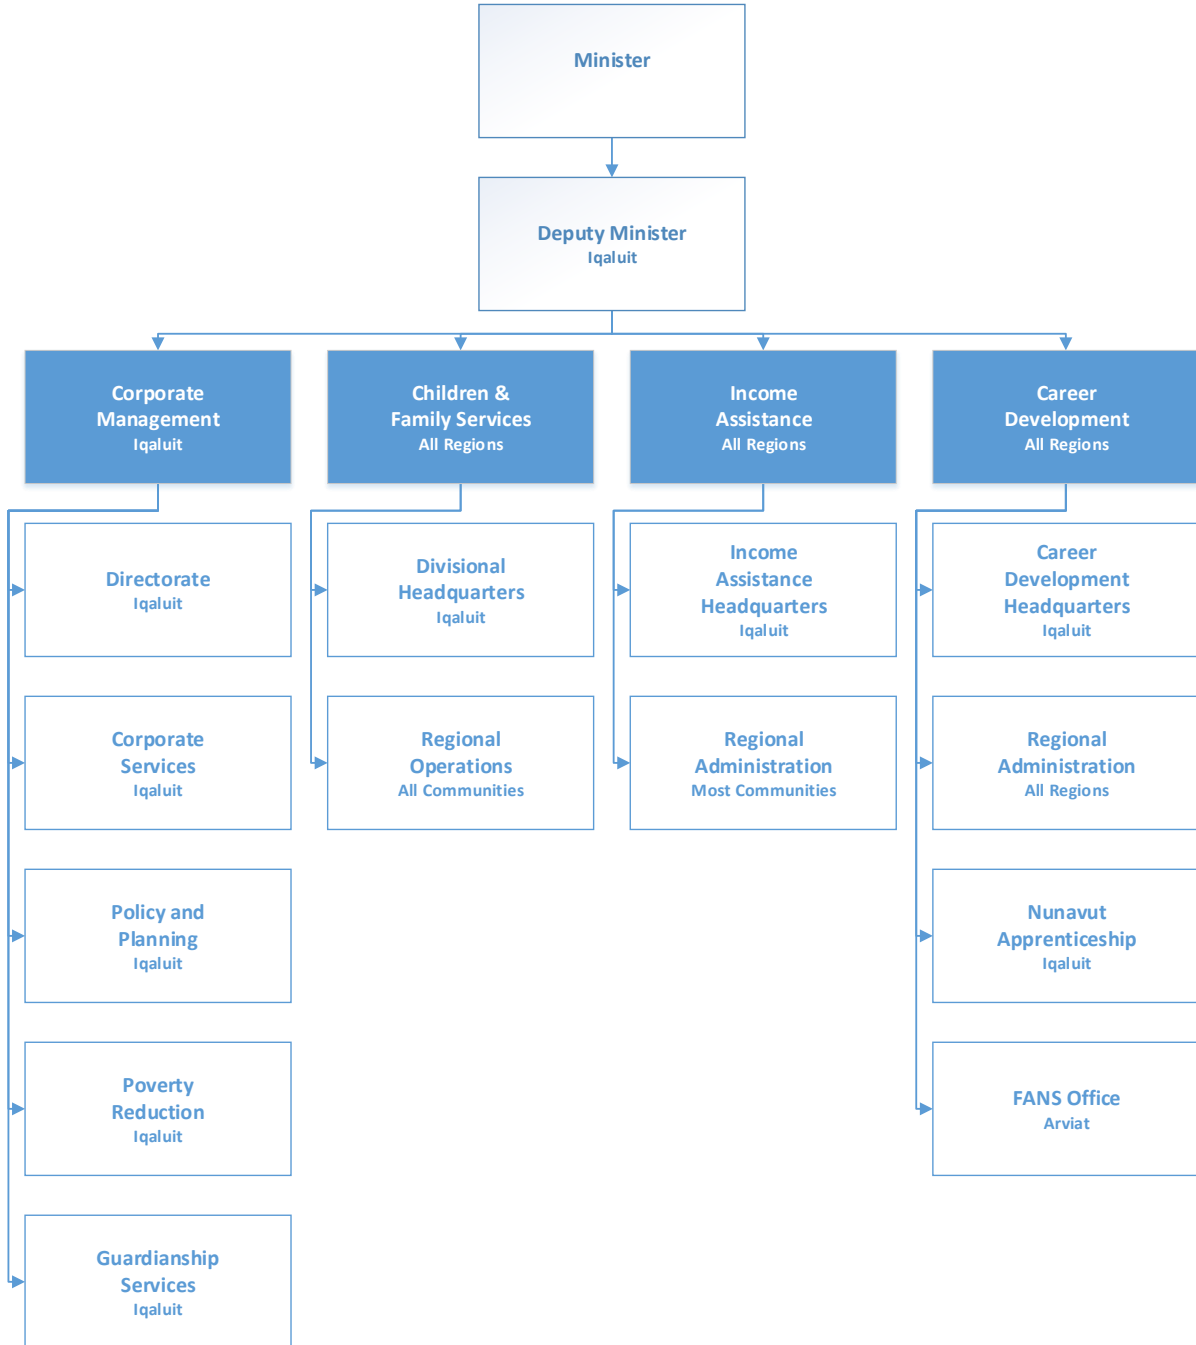 Minister
Deputy Minister
Iqaluit
Corporate
Management
Iqaluit
Children &
Family Services
All Regions
Income
Assistance
All Regions
Career
Development
All Regions
Directorate
Iqaluit
Divisional
Headquarters
Iqaluit
Income
Assistance
Headquarters
Iqaluit
Career
Development
Headquarters
Iqaluit
Corporate
Services
Iqaluit
Regional
Operations
All Communities
Regional
Administration
Most Communities
Regional
Administration
All Regions
Policy and
Planning
Iqaluit
Nunavut
Apprenticeship
Iqaluit
Poverty
Reduction
Iqaluit
FANS Office
Arviat
Guardianship
Services
Iqaluit